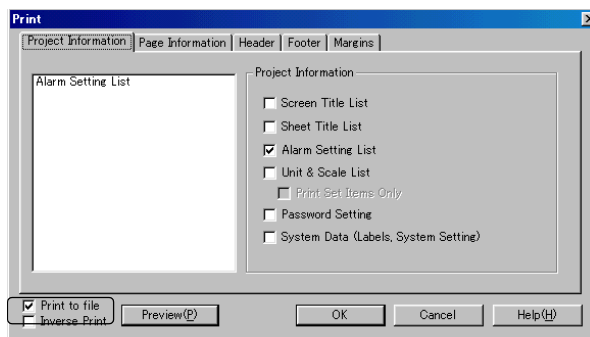 Print
Project Information Page Information Header Footer Margins
Alarm Setting List
Project Information
Screen Title List
Sheet Title List
Alarm Setting List
Unit & Scale List
Print Set Items Only
Password Setting
System Data (Labels, System Setting)
Print to file
Inverse Print
Preview(P)
OK
Cancel
Help(H)